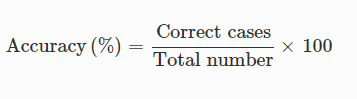 Accuracy (%) = Correct cases / Total number × 100